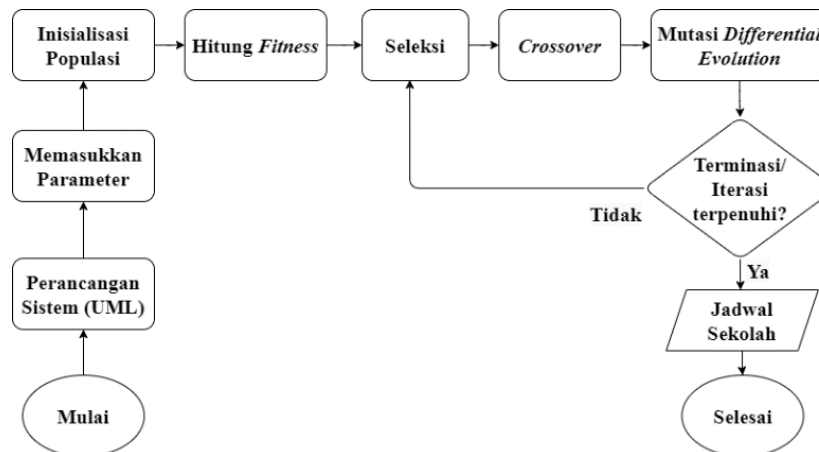 Inisialisasi
Populasi
Hitung Fitness
Seleksi
Crossover
Mutasi Differential
Evolution
Memasukkan
Parameter
Terminasi/
Iterasi
terpenuhi?
Tidak
Ya
Perancangan
Sistem (UML)
Jadwal
Sekolah
Mulai
Selesai